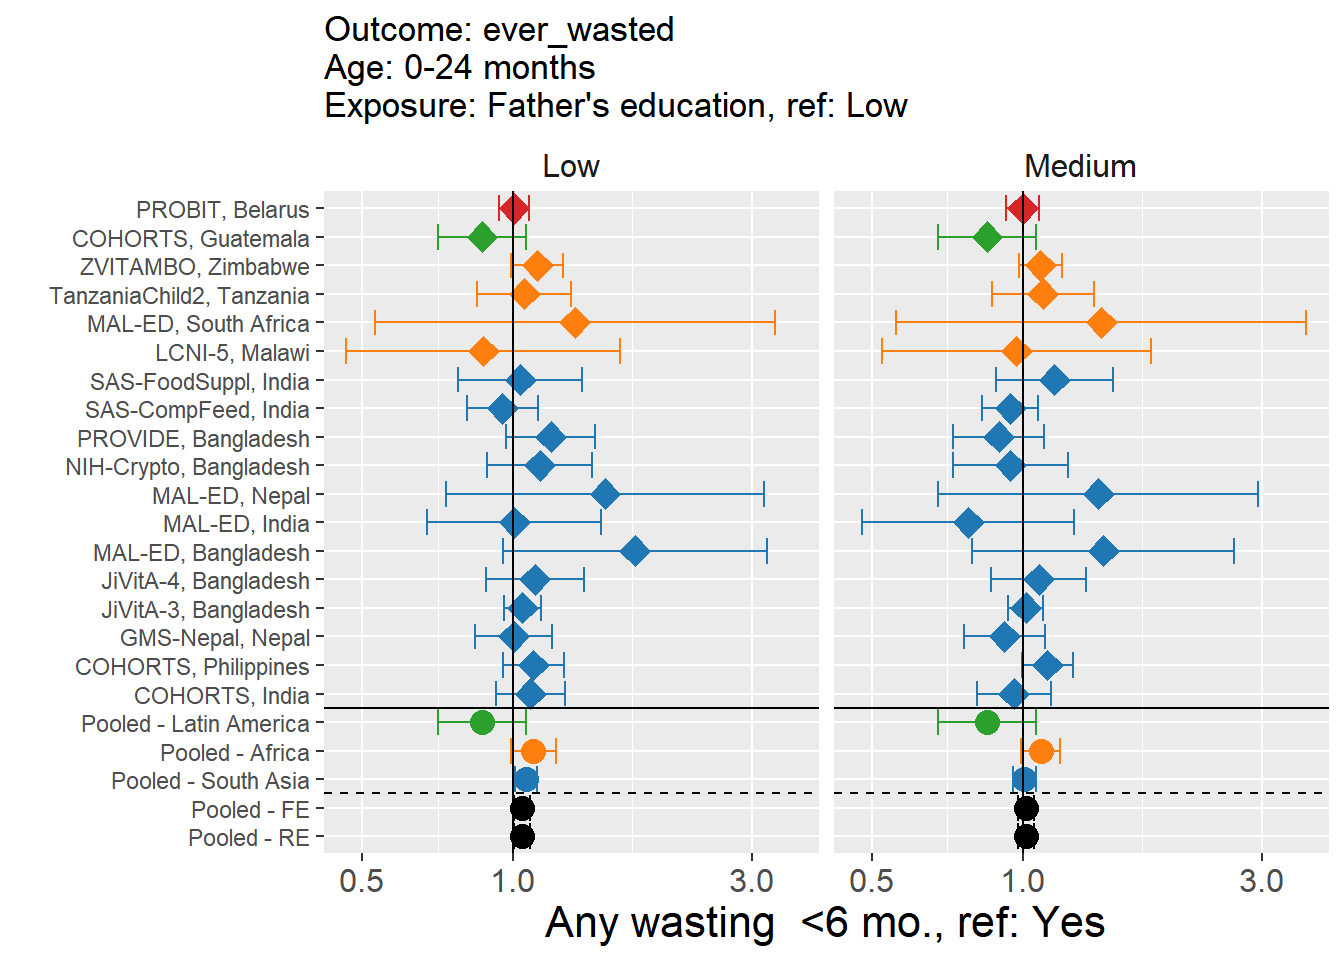 Outcome: ever_wasted
Age: 0-24 months
Exposure: Father's education, ref: Low
Low
Medium
PROBIT, Belarus
COHORTS, Guatemala
ZVITAMBO, Zimbabwe
TanzaniaChild2, Tanzania
MAL-ED, South Africa
LCNI-5, Malawi
SAS-FoodSuppl, India
SAS-CompFeed, India
PROVIDE, Bangladesh
NIH-Crypto, Bangladesh
MAL-ED, Nepal
MAL-ED, India
MAL-ED, Bangladesh
JiVitA-4, Bangladesh
JiVitA-3, Bangladesh
GMS-Nepal, Nepal
COHORTS, Philippines
COHORTS, India
Pooled - Latin America
Pooled - Africa
Pooled - South Asia
Pooled - FE
Pooled - RE
0.5 1.0 3.0 0.5 1.0 3.0
Any wasting  <6 mo., ref: Yes